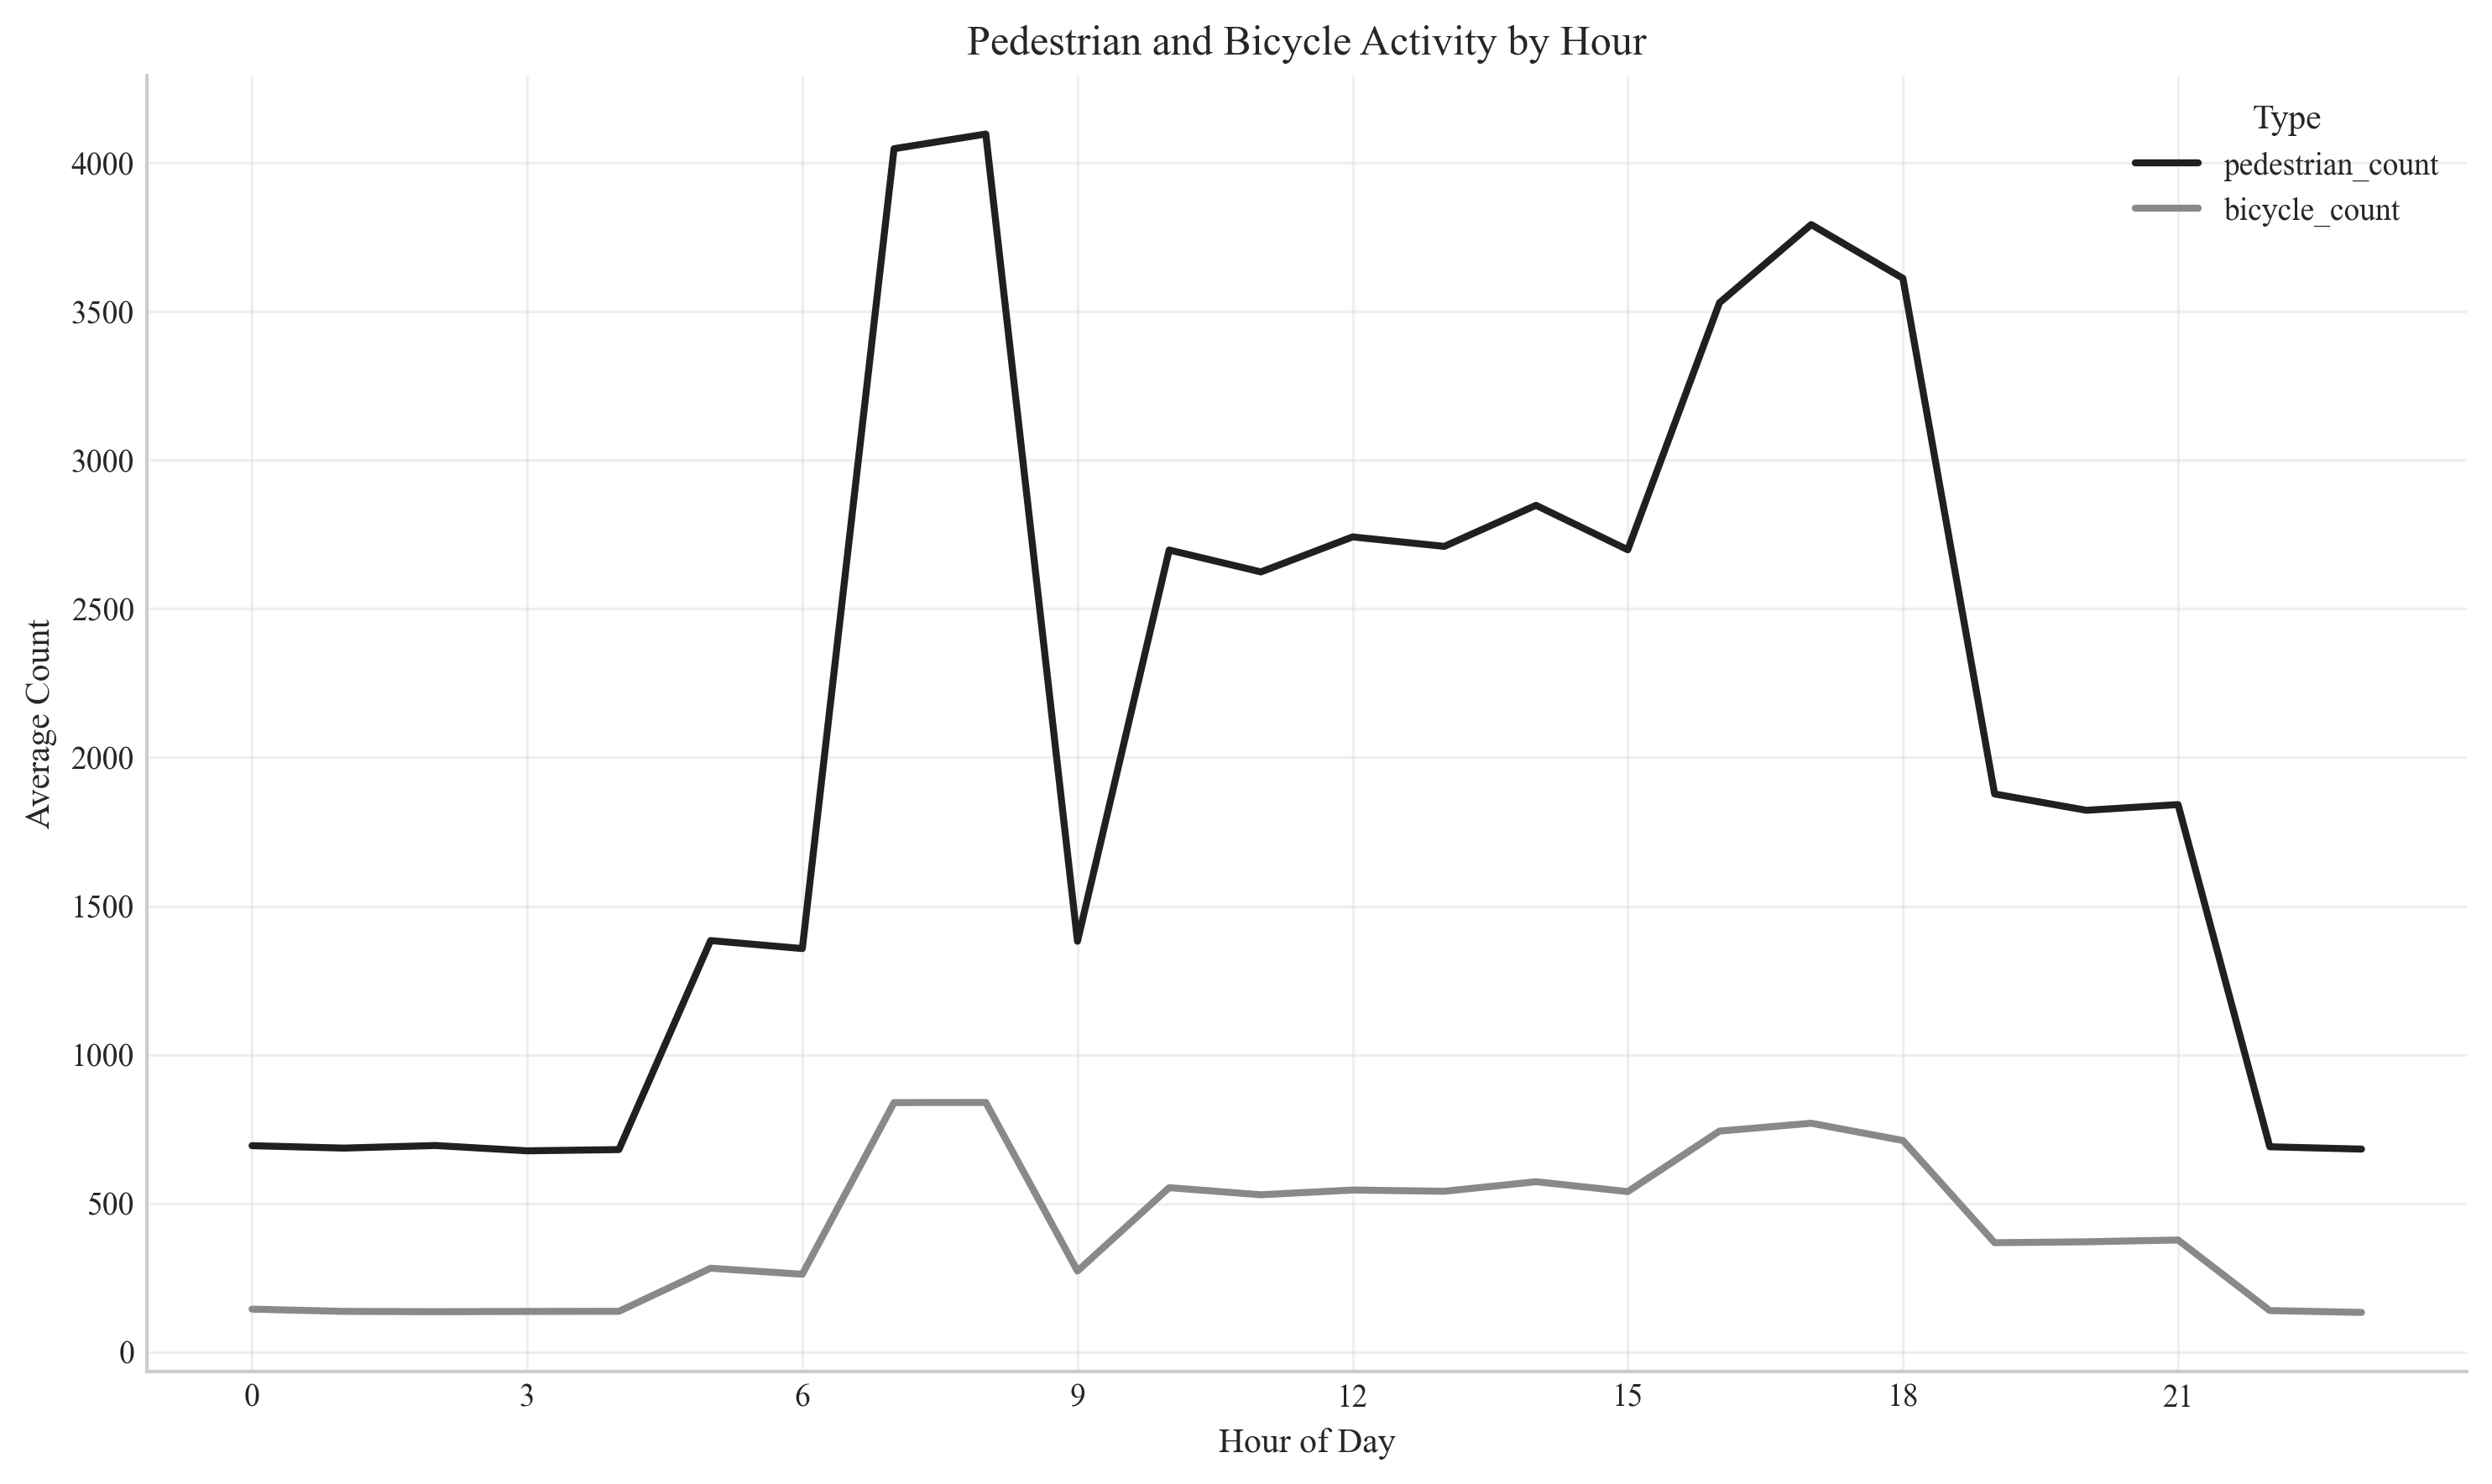 Pedestrian and Bicycle Activity by Hour
Type
pedestrian_count
bicycle_count
4000
3500
3000
2500
2000
1500
1000
500
0
Average Count
0 3 6 9 12 15 18 21
Hour of Day